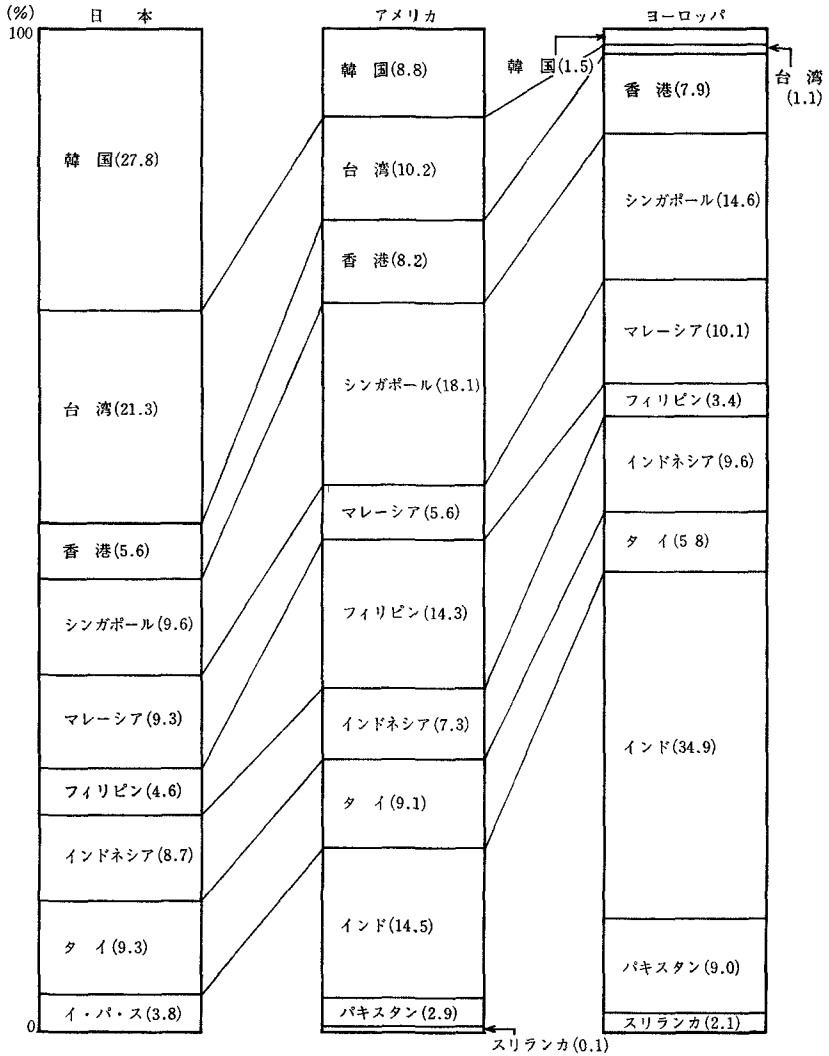 (%)
日 本
アメリカ
ヨーロッパ
100
0
韓 国(27.8)
台 湾(21.3)
香 港(5.6)
シンガポール(9.6)
マレーシア(9.3)
フィリピン(4.6)
インドネシア(8.7)
タ イ(9.3)
イ・パ・ス(3.8)
韓 国(8.8)
台 湾(10.2)
香 港(8.2)
シンガポール(18.1)
マレーシア(5.6)
フィリピン(14.3)
インドネシア(7.3)
タ イ(9.1)
インド(14.5)
パキスタン(2.9)
スリランカ(0.1)
韓 国(1.5)
台 湾
(1.1)
香 港(7.9)
シンガポール(14.6)
マレーシア(10.1)
フィリピン(3.4)
インドネシア(9.6)
タ イ(5 8)
インド(34.9)
パキスタン(9.0)
スリランカ(2.1)